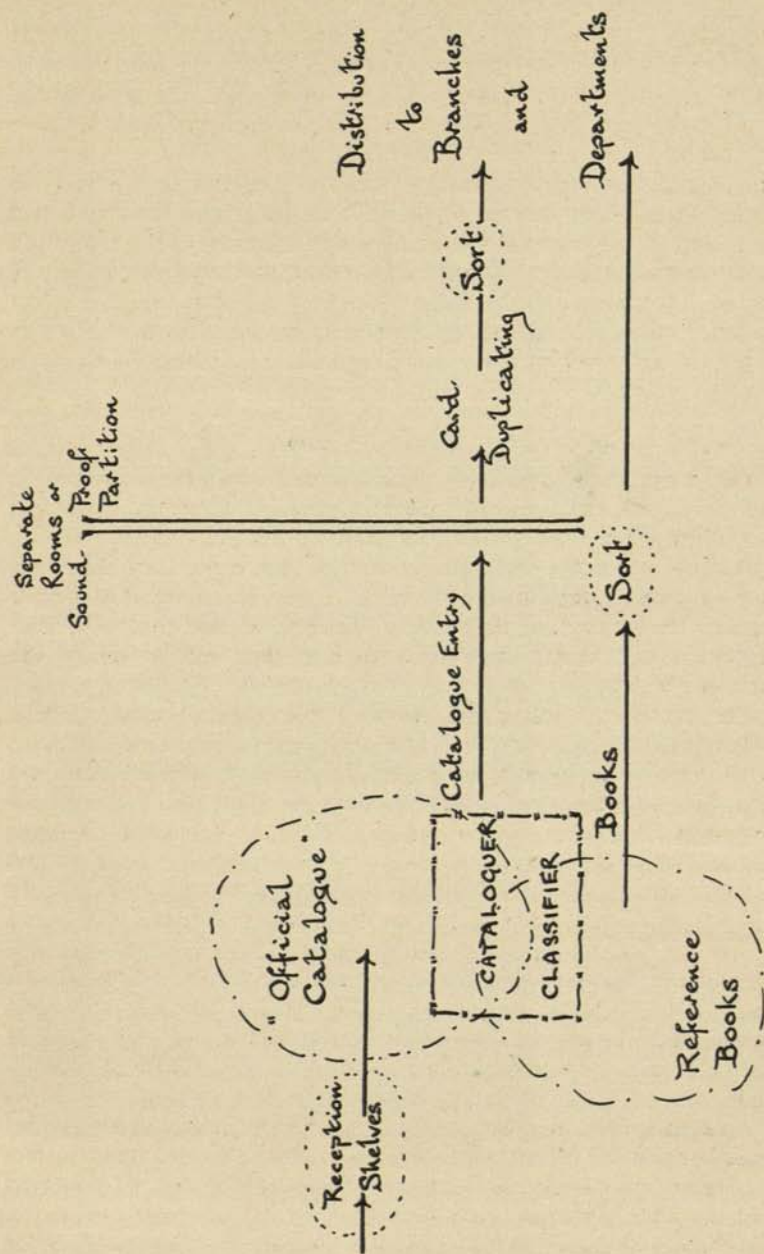 Reception
Shelves
"Official
Catalogue"
CATALOGUER
CLASSIFIER
Reference
Books
Catalogue Entry
Books
Sort
Separate
Rooms or
Sound Proof
Partition
Card
Duplicating
Sort
Distribution
to
Branches
and
Departments